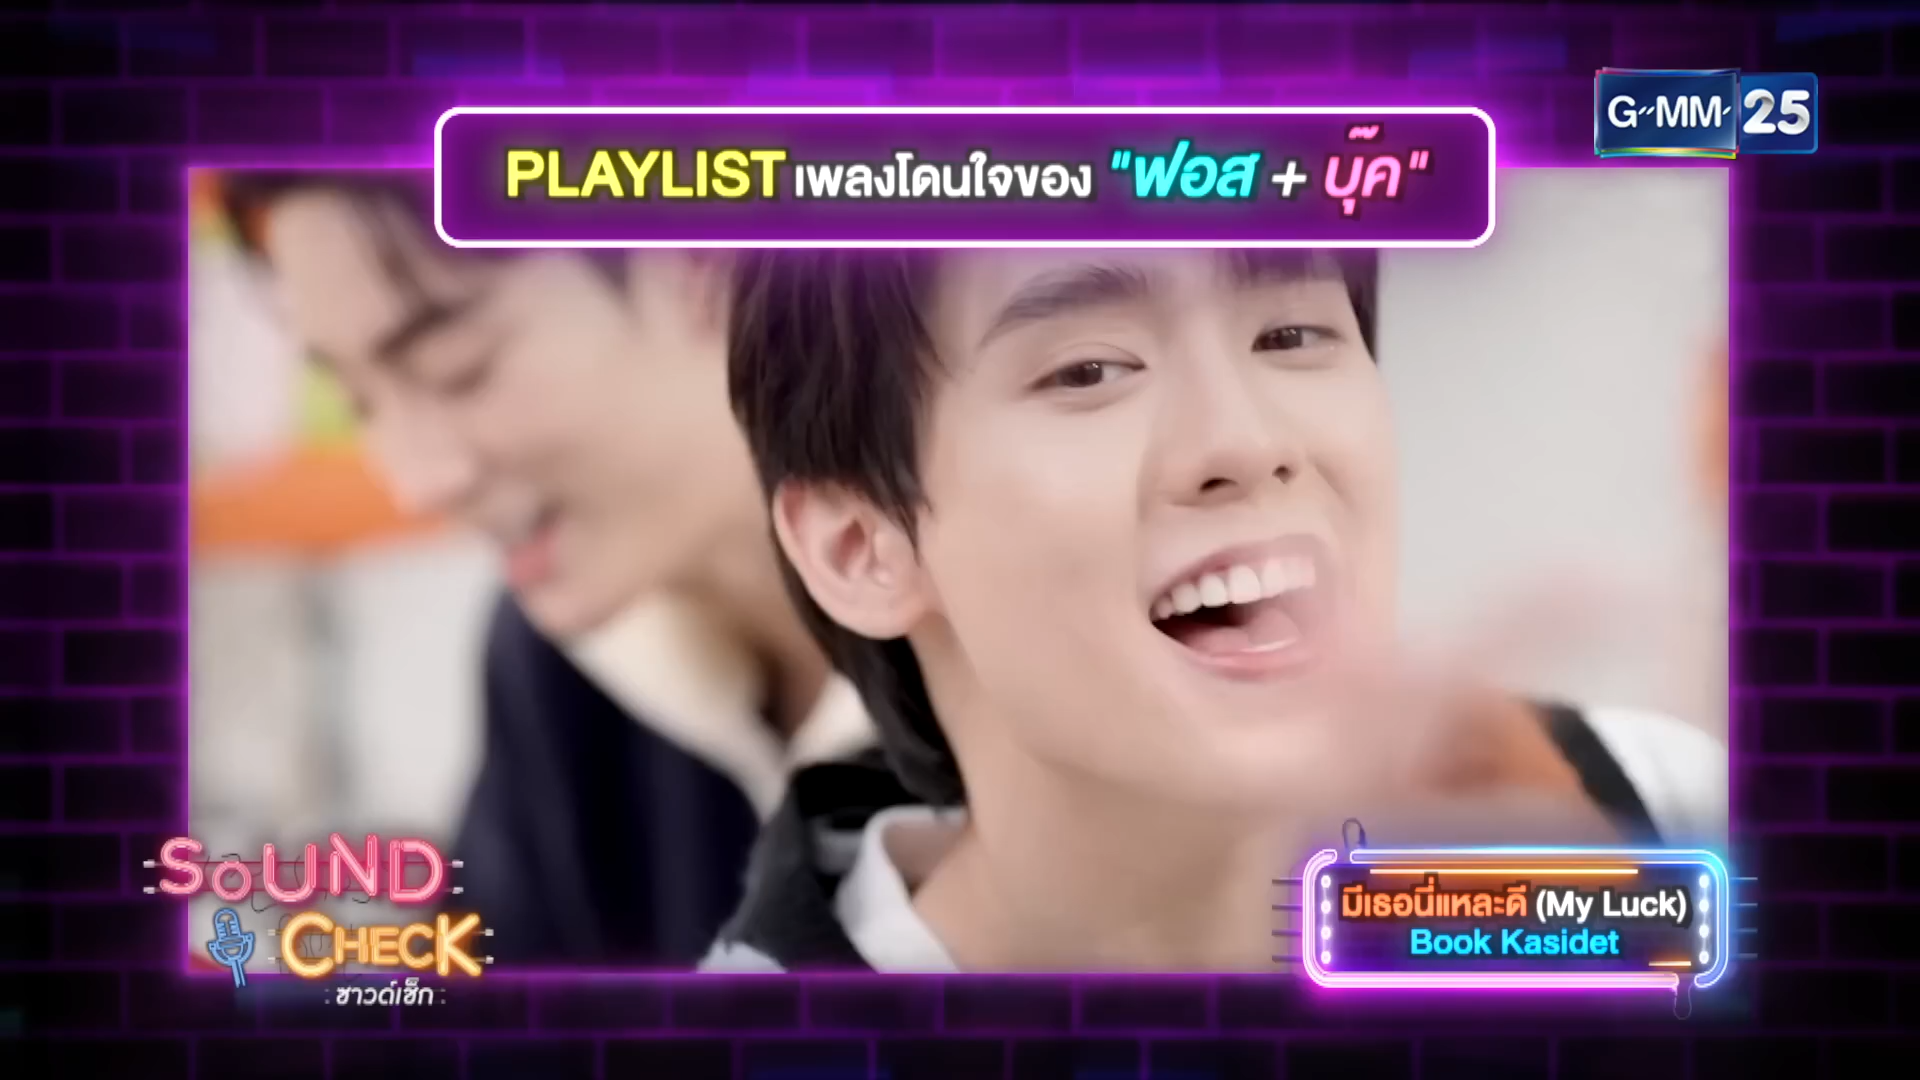 PLAYLIST เพลงโดนใจของ "ฟอส + บุ๊ค"
G"MM' 25
SOUND
CHECK
: ซาวด์เช็ก :
มีเธอนี่แหละดี (My Luck)
Book Kasidet